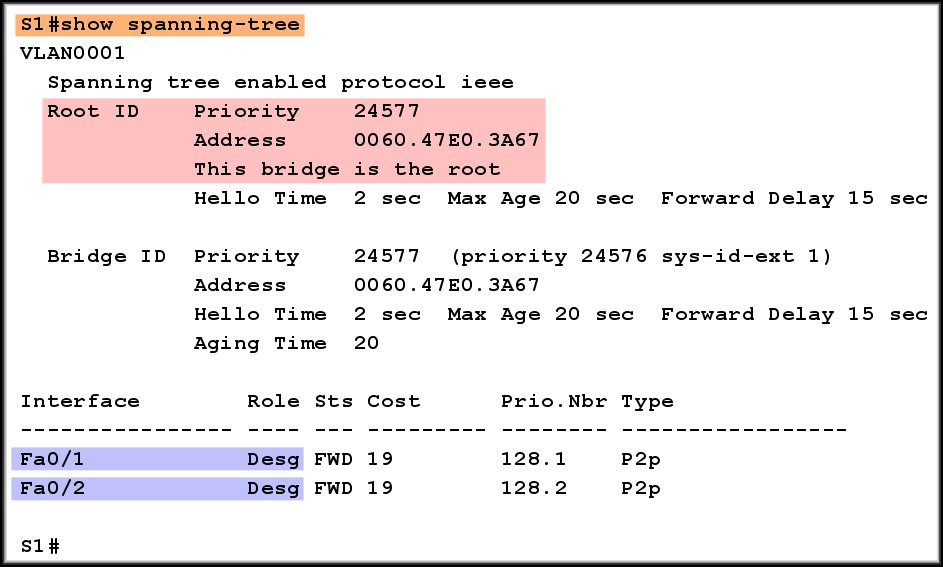 S1#show spanning-tree
VLAN0001
  Spanning tree enabled protocol ieee
  Root ID    Priority    24577
             Address     0060.47E0.3A67
             This bridge is the root
             Hello Time  2 sec  Max Age 20 sec  Forward Delay 15 sec

  Bridge ID  Priority    24577  (priority 24576 sys-id-ext 1)
             Address     0060.47E0.3A67
             Hello Time  2 sec  Max Age 20 sec  Forward Delay 15 sec
             Aging Time  20

Interface        Role Sts Cost      Prio.Nbr Type
---------------- ---- --- --------- -------- -----------------
Fa0/1            Desg FWD 19        128.1    P2p
Fa0/2            Desg FWD 19        128.2    P2p

S1#